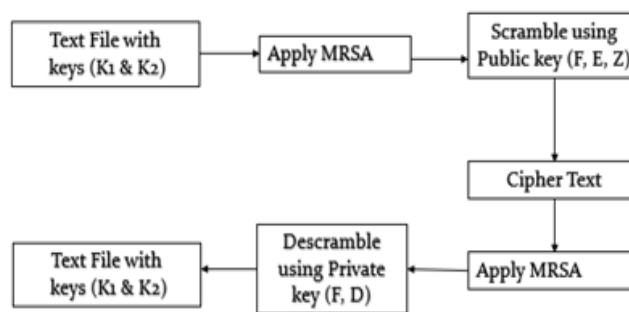 Text File with
keys (K1 & K2)
Apply MRSA
Scramble using
Public key (F, E, Z)
Cipher Text
Apply MRSA
Descramble
using Private
key (F, D)
Text File with
keys (K1 & K2)